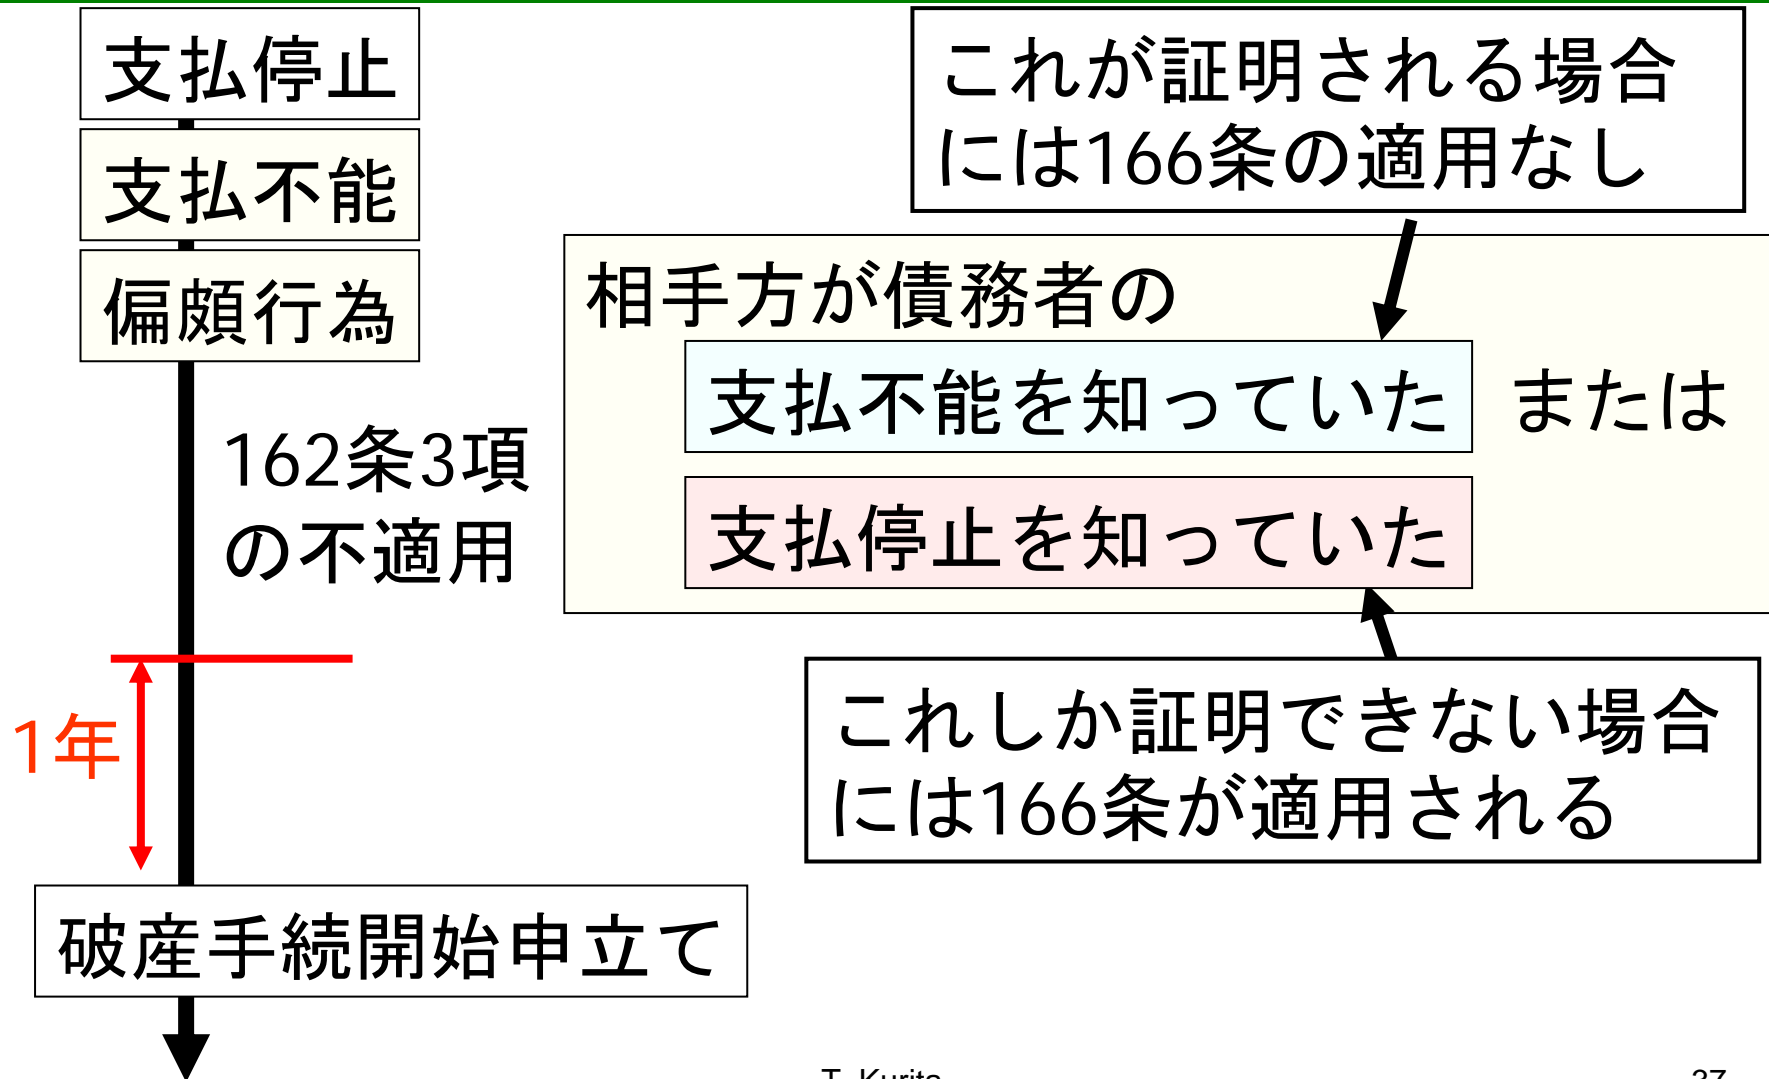 支払停止
支払不能
偏頗行為
162条3項
の不適用
1年
破産手続開始申立て
これが証明される場合
には166条の適用なし
相手方が債務者の
支払不能を知っていた または
支払停止を知っていた
これしか証明できない場合
には166条が適用される
T. Kurita
37